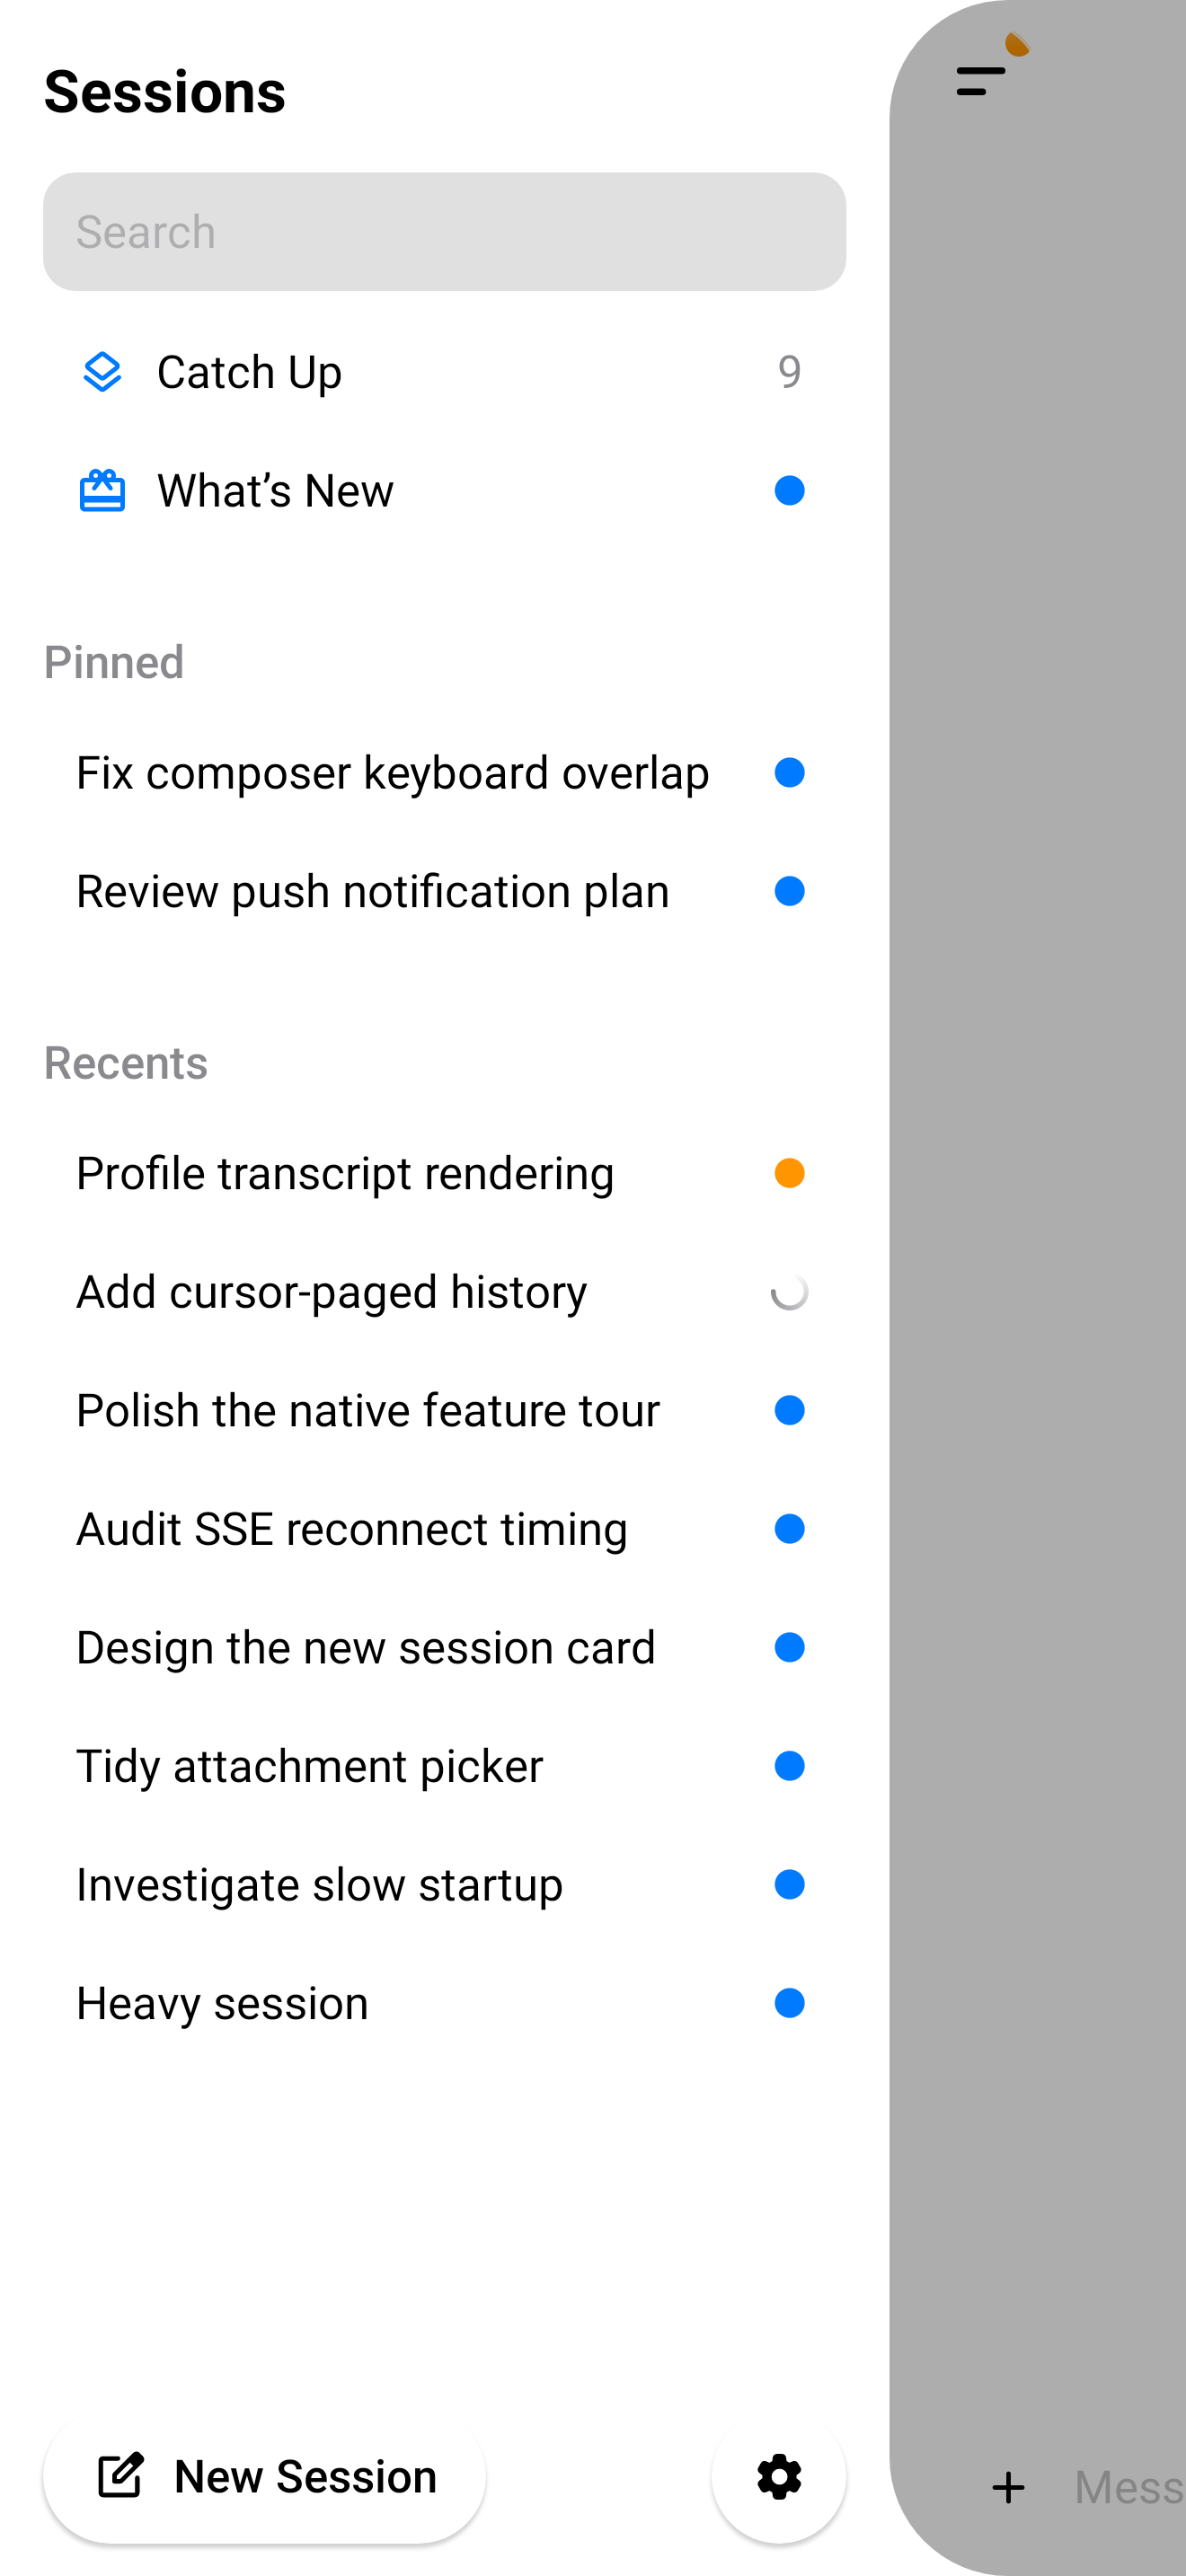 Sessions
Search
Catch Up 9
What’s New
Pinned
Fix composer keyboard overlap
Review push notification plan
Recents
Profile transcript rendering
Add cursor-paged history
Polish the native feature tour
Audit SSE reconnect timing
Design the new session card
Tidy attachment picker
Investigate slow startup
Heavy session
New Session
Mess